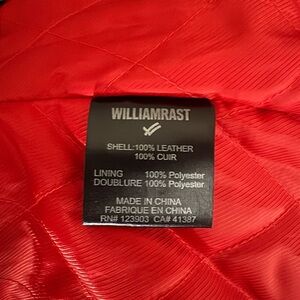 WILLIAMRAST
SHELL:100% LEATHER
100% CUIR
LINING 100% Polyester
DOUBLURE 100% Polyester
MADE IN CHINA
FABRIQUE EN CHINA
RN# 123903 CA# 41387